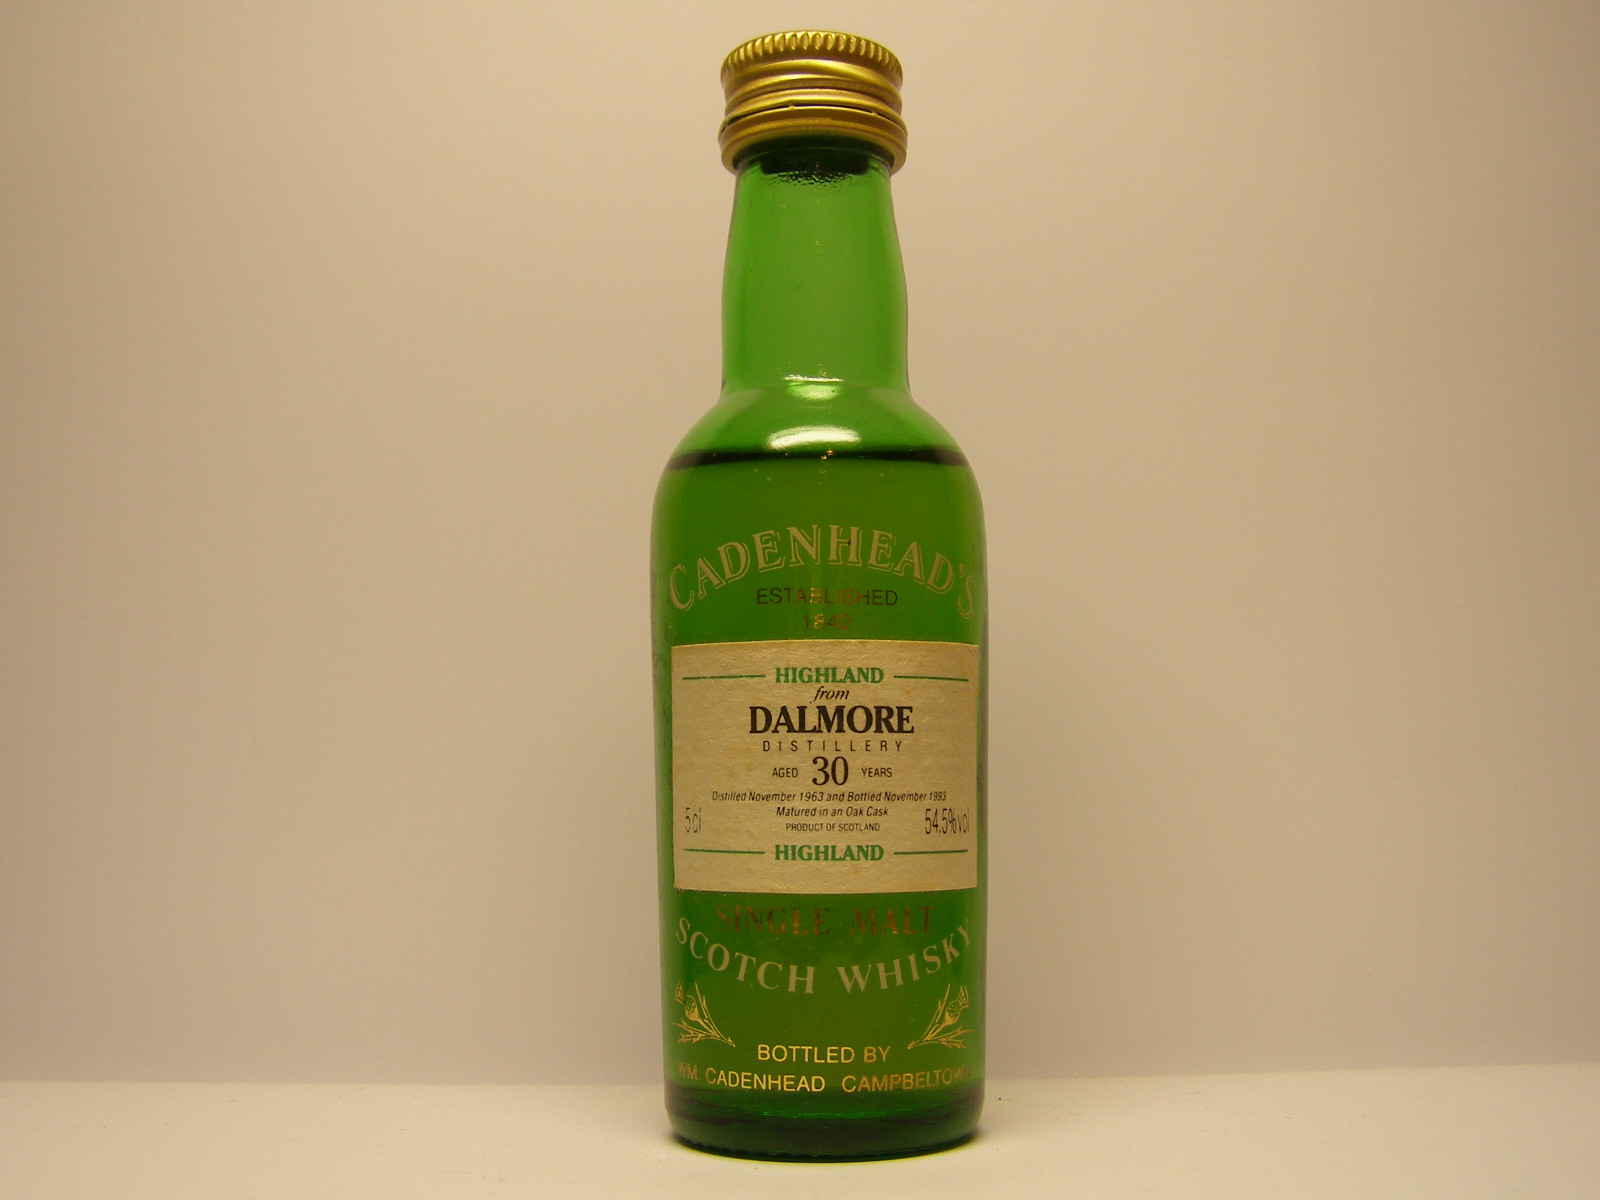 CADENHEAD'S
ESTABLISHED
1842
HIGHLAND
from
DALMORE
DISTILLERY
AGED 30 YEARS
Distilled November 1963 and Bottled November 1993
Matured in an Oak Cask
5 cl PRODUCT OF SCOTLAND 54.5% vol
HIGHLAND
SINGLE MALT
SCOTCH WHISKY
BOTTLED BY
WM. CADENHEAD CAMPBELTOWN